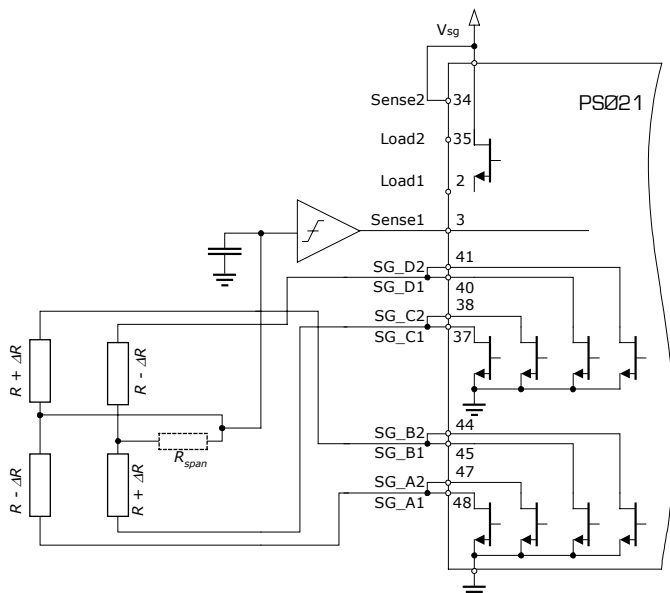 Vsg
Sense2 34
PSØ21
Load2 35
Load1 2
Sense1 3
41
SG_D2
SG_D1 40
38
SG_C2
SG_C1 37
R + ΔR
R - ΔR
Rspan
R - ΔR
R + ΔR
44
SG_B2
SG_B1 45
47
SG_A2
SG_A1 48